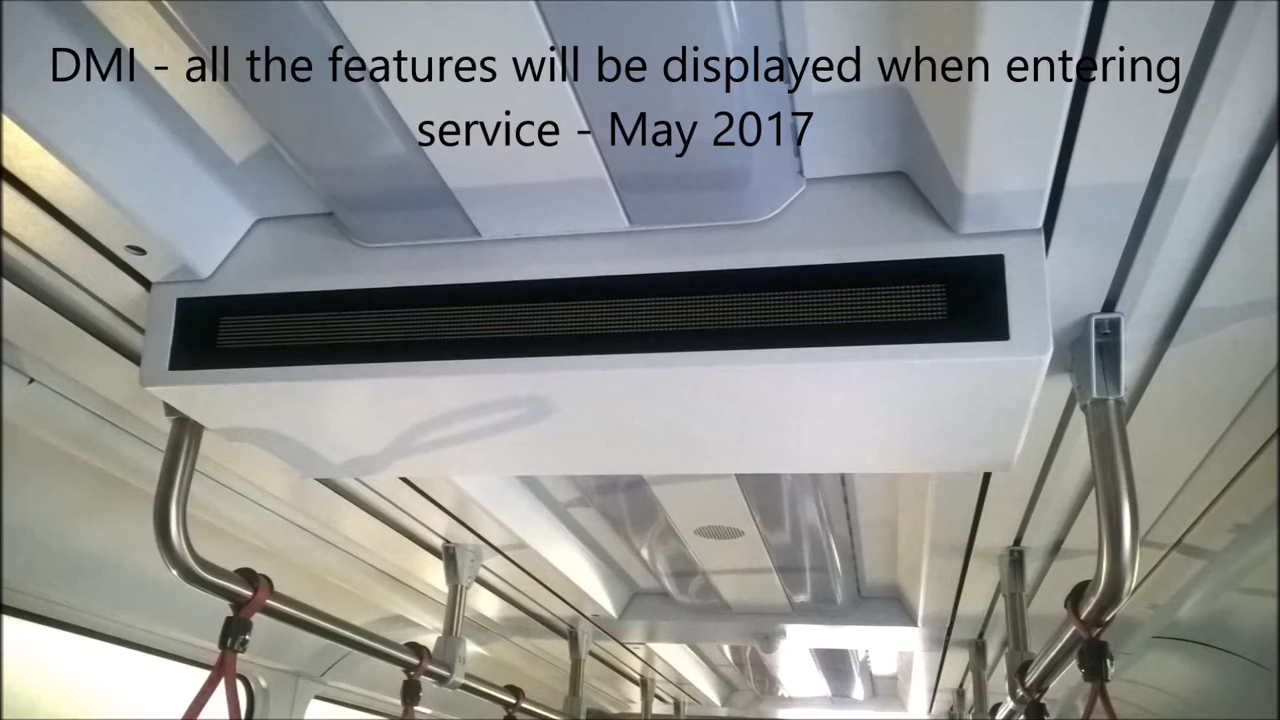 DMI - all the features will be displayed when entering
service - May 2017